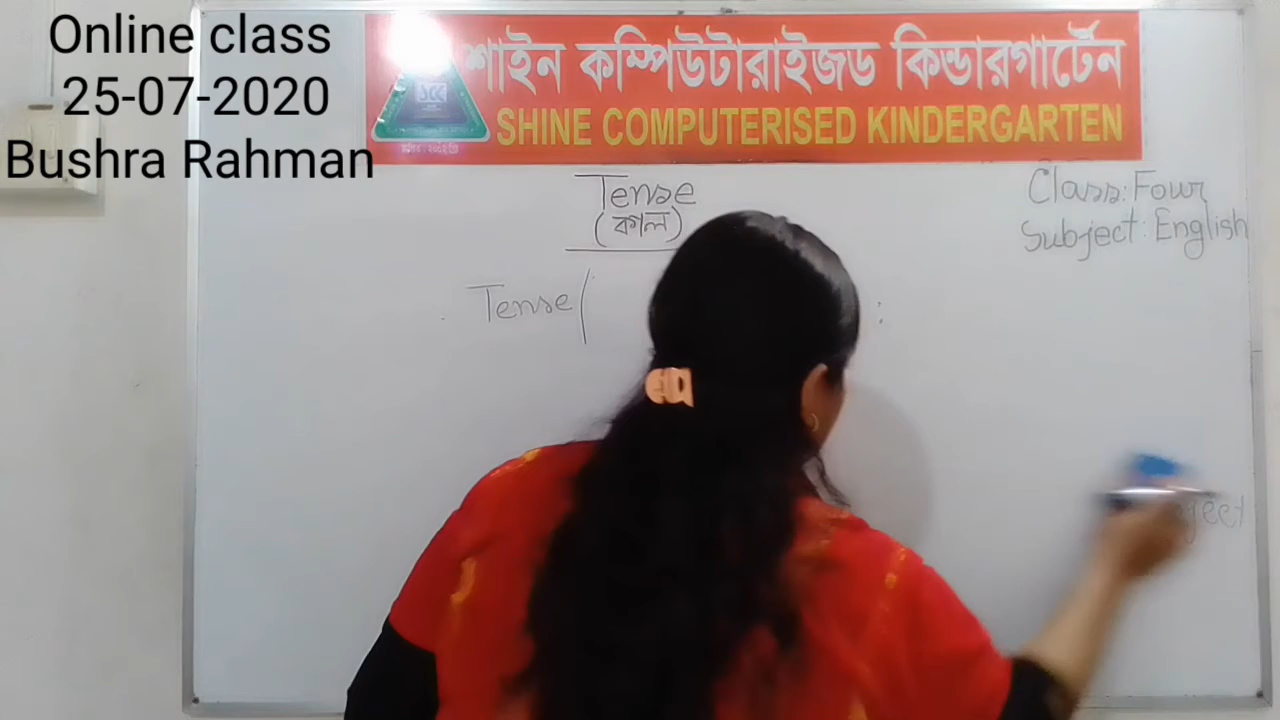 Online class
25-07-2020
Bushra Rahman
শাইন কম্পিউটারাইজড কিন্ডারগার্টেন
SHINE COMPUTERISED KINDERGARTEN
Tense
(কাল)
Class: Four
Subject: English
Tense (
: